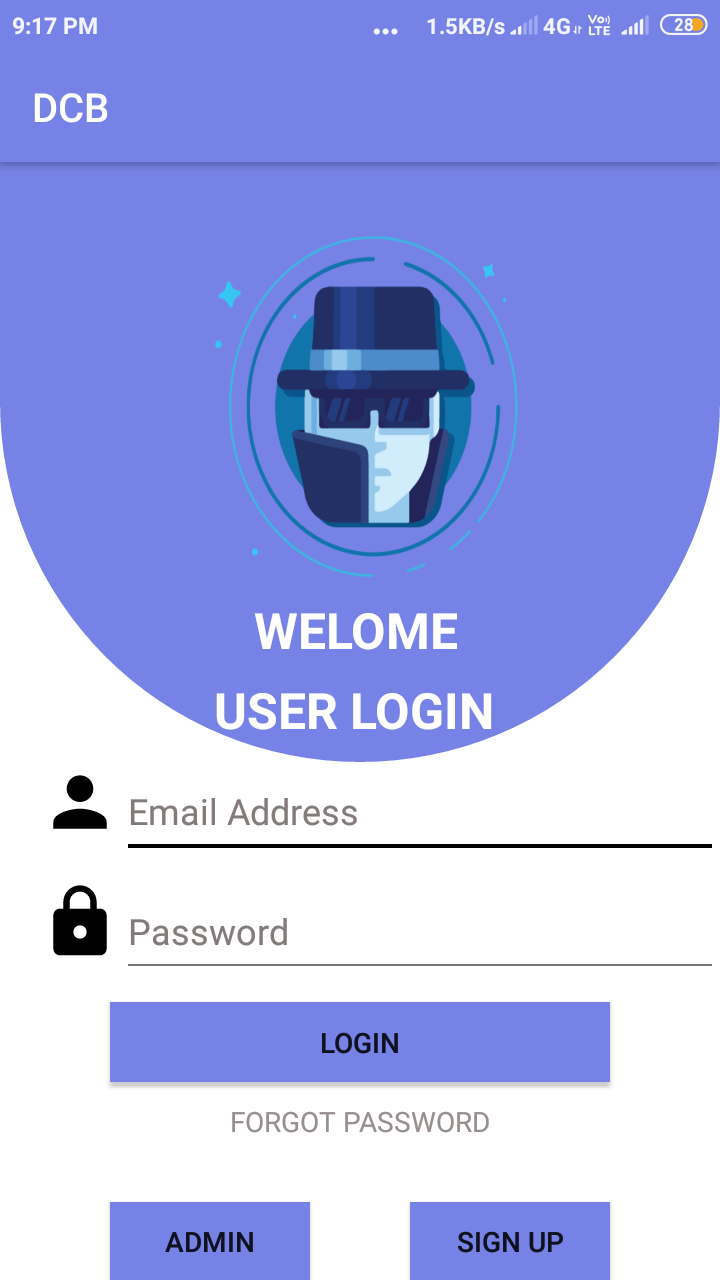 9:17 PM ... 1.5KB/s 4G Vo) LTE 28
DCB
WELOME
USER LOGIN
Email Address
Password
LOGIN
FORGOT PASSWORD
ADMIN SIGN UP